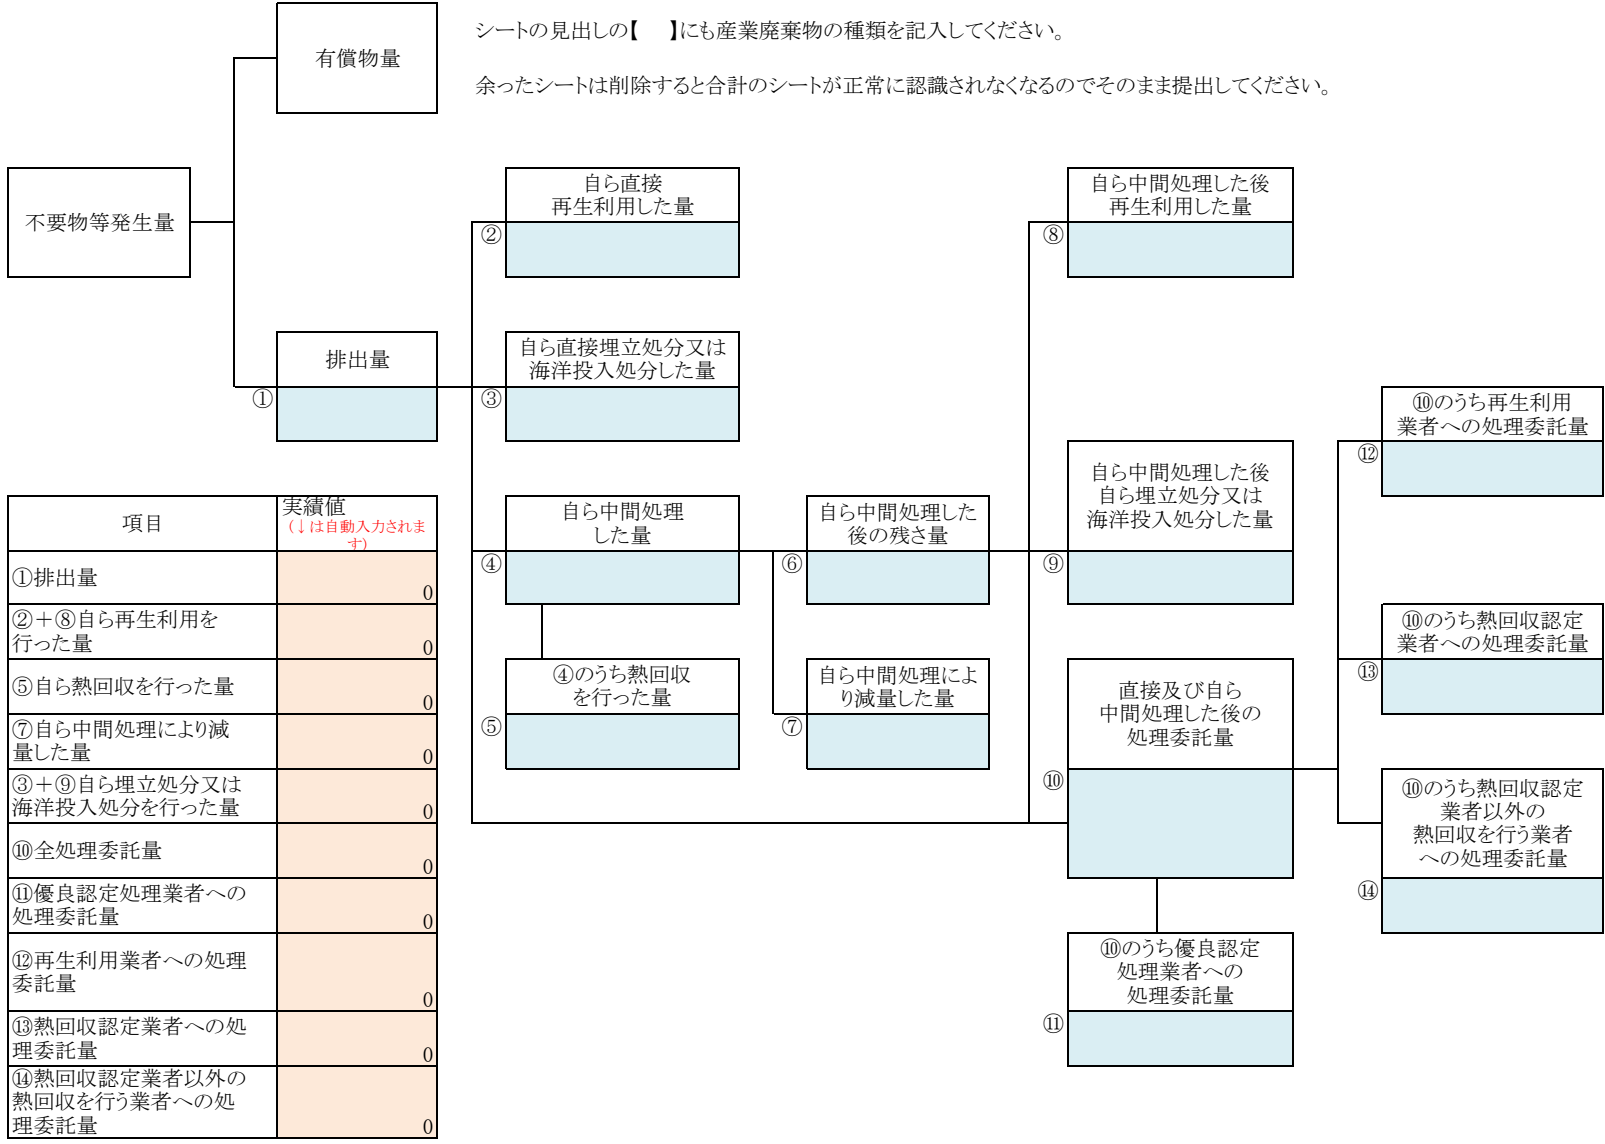 シートの見出しの【　】にも産業廃棄物の種類を記入してください。
有償物量
余ったシートは削除すると合計のシートが正常に認識されなくなるのでそのまま提出してください。
不要物等発生量
自ら直接
再生利用した量
②
自ら中間処理した後
再生利用した量
⑧
排出量
①
自ら直接埋立処分又は
海洋投入処分した量
③
⑩のうち再生利用
業者への処理委託量
⑫
自ら中間処理
した量
④
自ら中間処理した
後の残さ量
⑥
自ら中間処理した後
自ら埋立処分又は
海洋投入処分した量
⑨
⑩のうち熱回収認定
業者への処理委託量
⑬
④のうち熱回収
を行った量
⑤
自ら中間処理によ
り減量した量
⑦
直接及び自ら
中間処理した後の
処理委託量
⑩
⑩のうち熱回収認定
業者以外の
熱回収を行う業者
への処理委託量
⑭
⑩のうち優良認定
処理業者への
処理委託量
⑪
項目
実績値
（↓は自動入力されま
す）
①排出量
0
②＋⑧自ら再生利用を
行った量
0
⑤自ら熱回収を行った量
0
⑦自ら中間処理により減
量した量
0
③＋⑨自ら埋立処分又は
海洋投入処分を行った量
0
⑩全処理委託量
0
⑪優良認定処理業者への
処理委託量
0
⑫再生利用業者への処理
委託量
0
⑬熱回収認定業者への処
理委託量
0
⑭熱回収認定業者以外の
熱回収を行う業者への処
理委託量
0